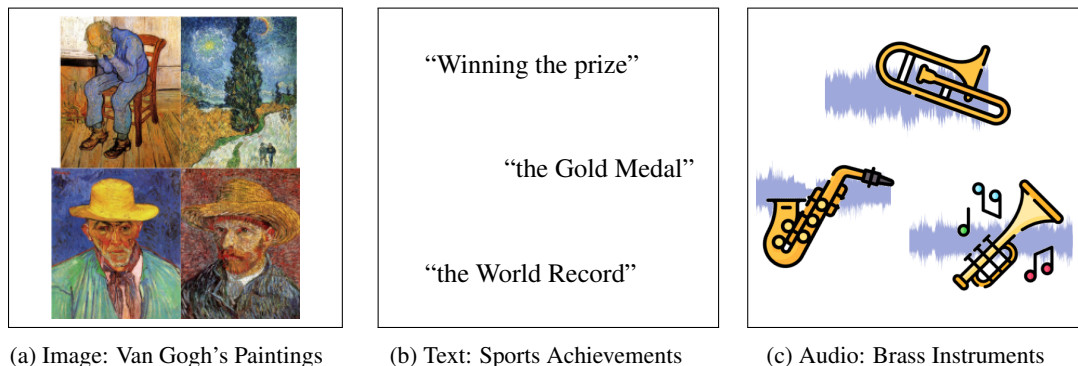 “Winning the prize”
“the Gold Medal”
“the World Record”
(a) Image: Van Gogh’s Paintings
(b) Text: Sports Achievements
(c) Audio: Brass Instruments